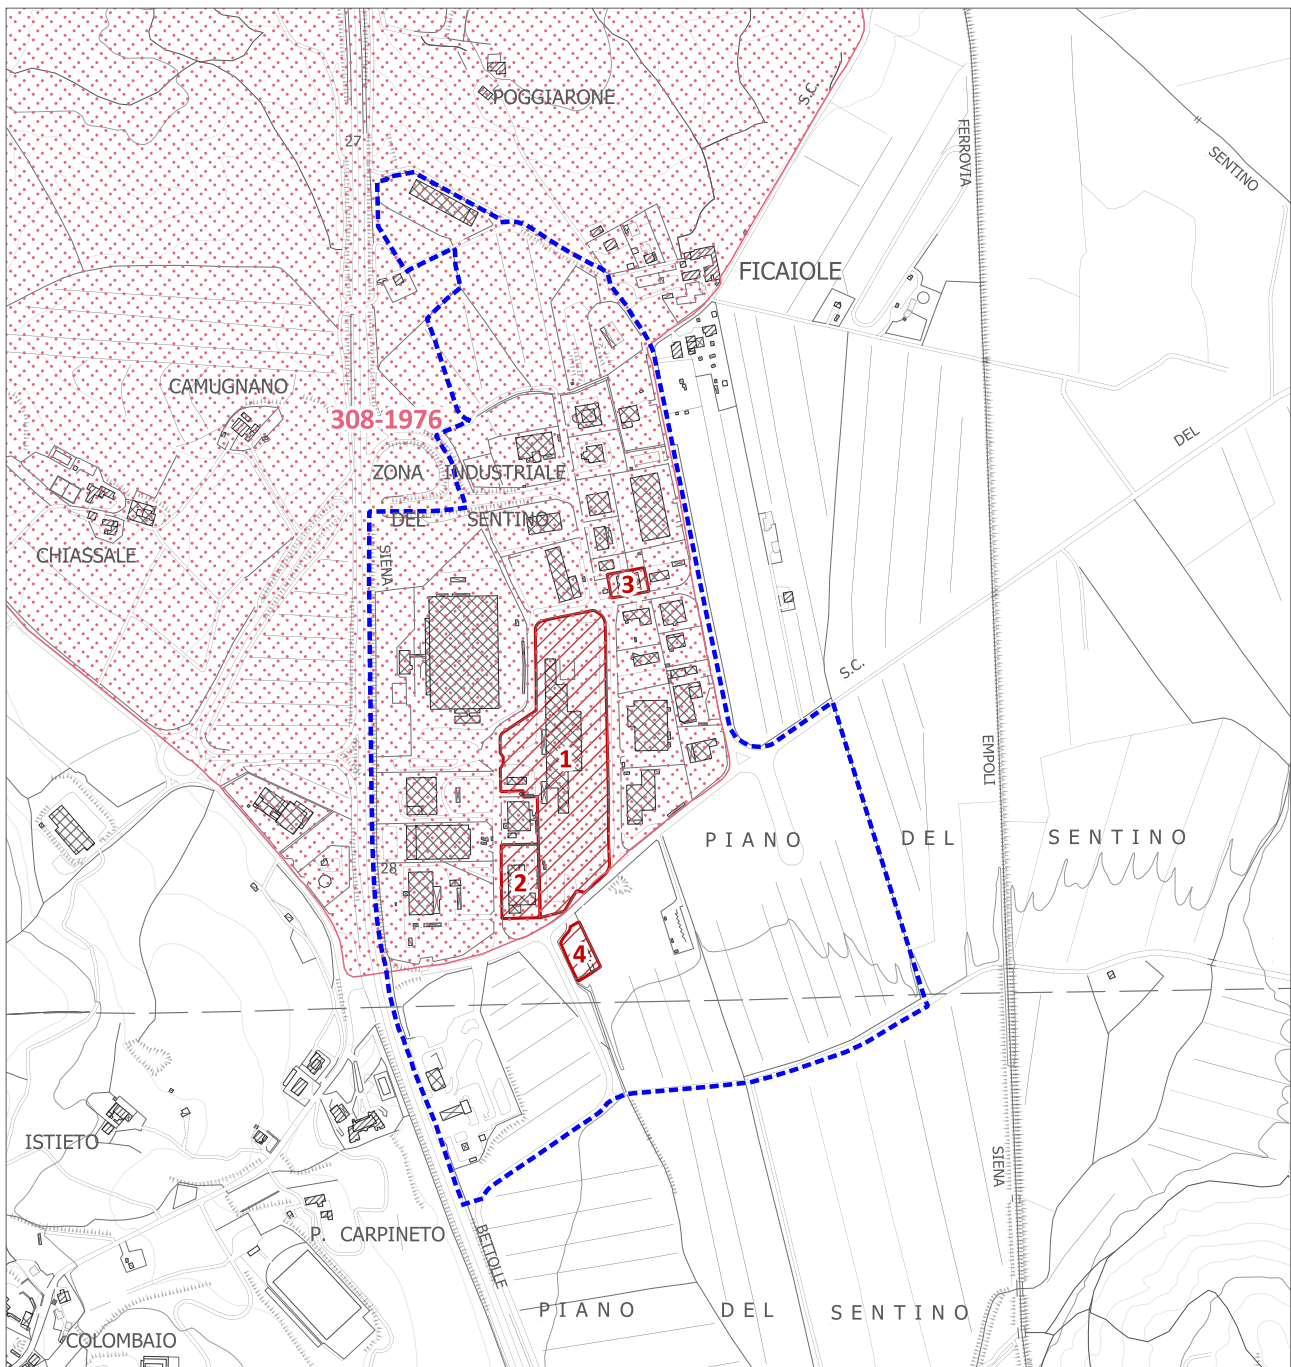 POGGIARONE
S.C.
27
FERROVIA
SENTINO
FICAIOLE
CAMUGNANO
308-1976
DEL
ZONA INDUSTRIALE
DEL SENTINO
CHIASSALE
SIENA
3
S.C.
EMPOLI
1
PIANO DEL SENTINO
28
2
4
ISTIETO
SIENA
P. CARPINETO
BETTOLLE
PIANO DEL SENTINO
COLOMBAIO